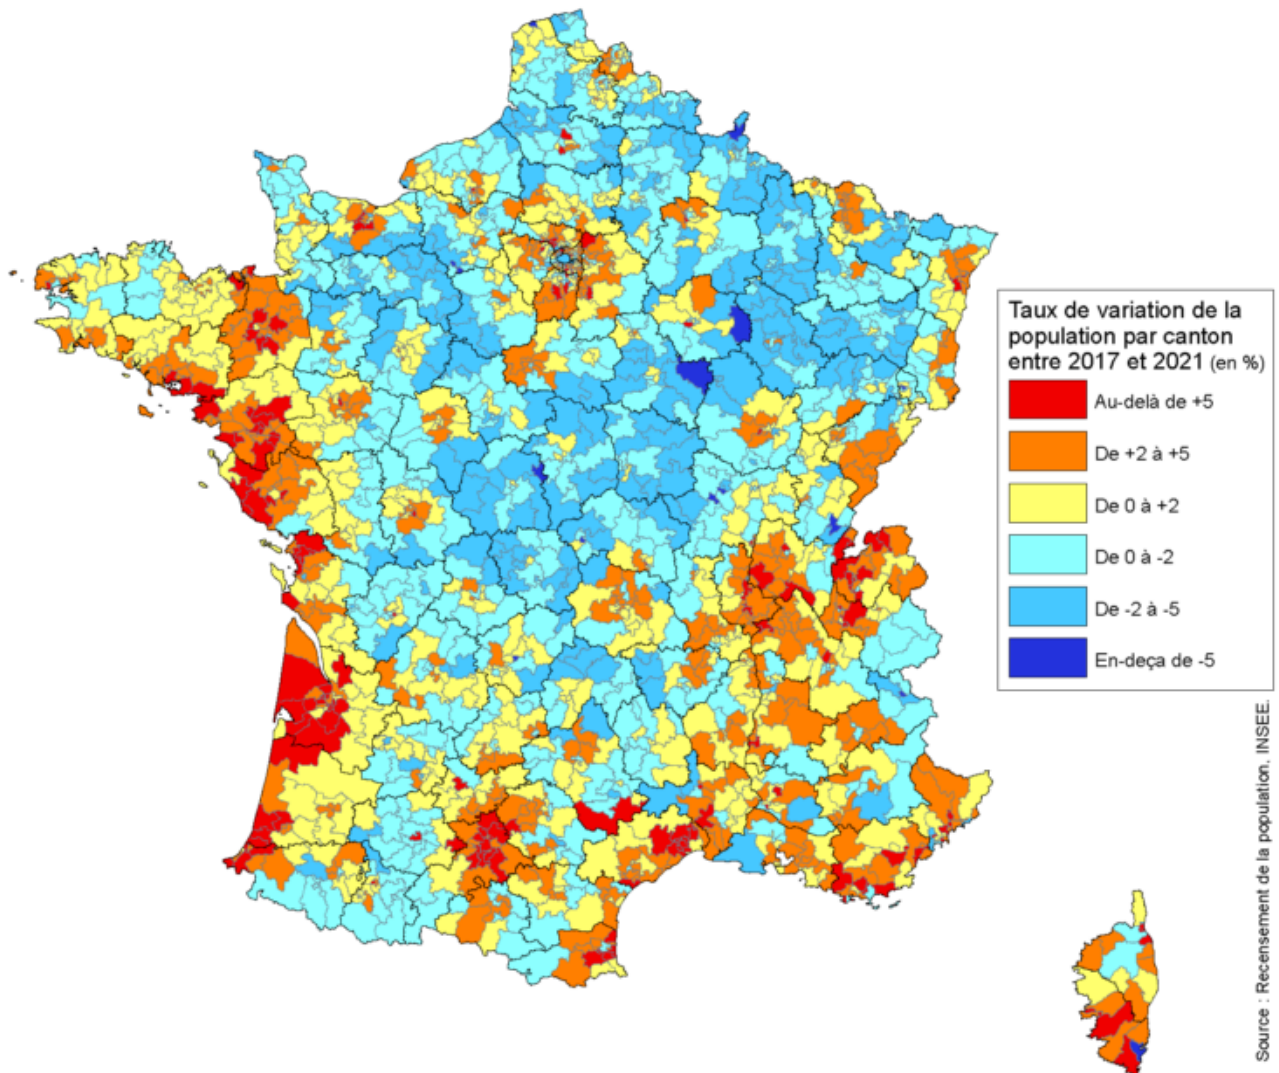 Taux de variation de la
population par canton
entre 2017 et 2021 (en %)
Au-delà de +5
De +2 à +5
De 0 à +2
De 0 à -2
De -2 à -5
En-deça de -5
Source : Recensement de la population. INSEE.